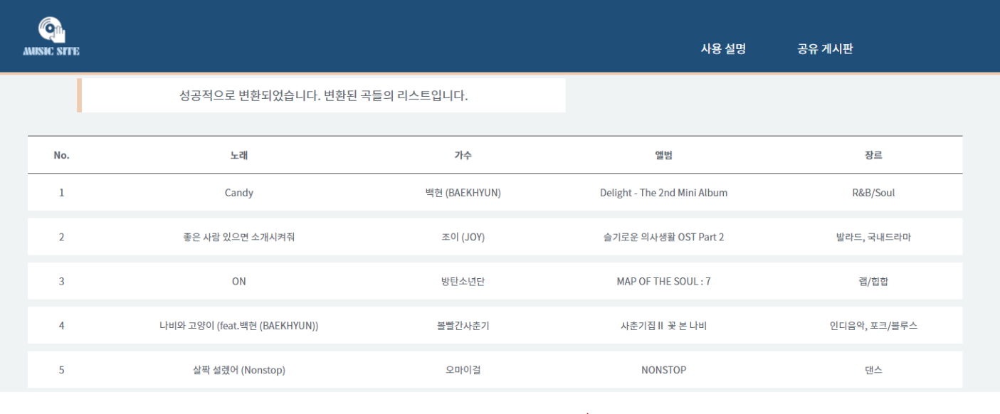 MUSIC SITE
사용 설명 공유 게시판
성공적으로 변환되었습니다. 변환된 곡들의 리스트입니다.
No. 노래 가수 앨범 장르
1 Candy 백현 (BAEKHYUN) Delight - The 2nd Mini Album R&B/Soul
2 좋은 사람 있으면 소개시켜줘 조이 (JOY) 슬기로운 의사생활 OST Part 2 발라드, 국내드라마
3 ON 방탄소년단 MAP OF THE SOUL : 7 랩/힙합
4 나비와 고양이 (feat.백현 (BAEKHYUN)) 볼빨간사춘기 사춘기집Ⅱ 꽃 본 나비 인디음악, 포크/블루스
5 살짝 설렜어 (Nonstop) 오마이걸 NONSTOP 댄스